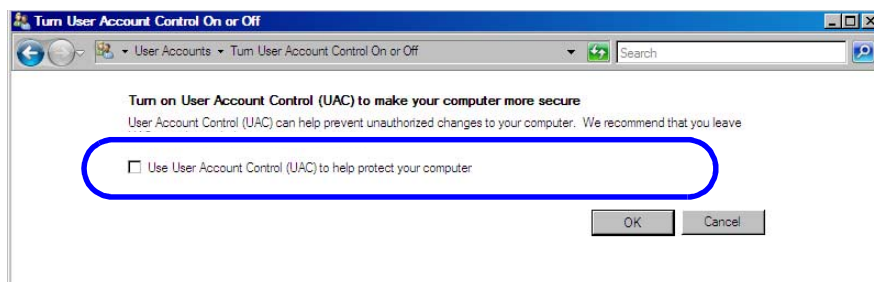 Turn User Account Control On or Off
User Accounts Turn User Account Control On or Off Search
Turn on User Account Control (UAC) to make your computer more secure
User Account Control (UAC) can help prevent unauthorized changes to your computer. We recommend that you leave
Use User Account Control (UAC) to help protect your computer
OK Cancel